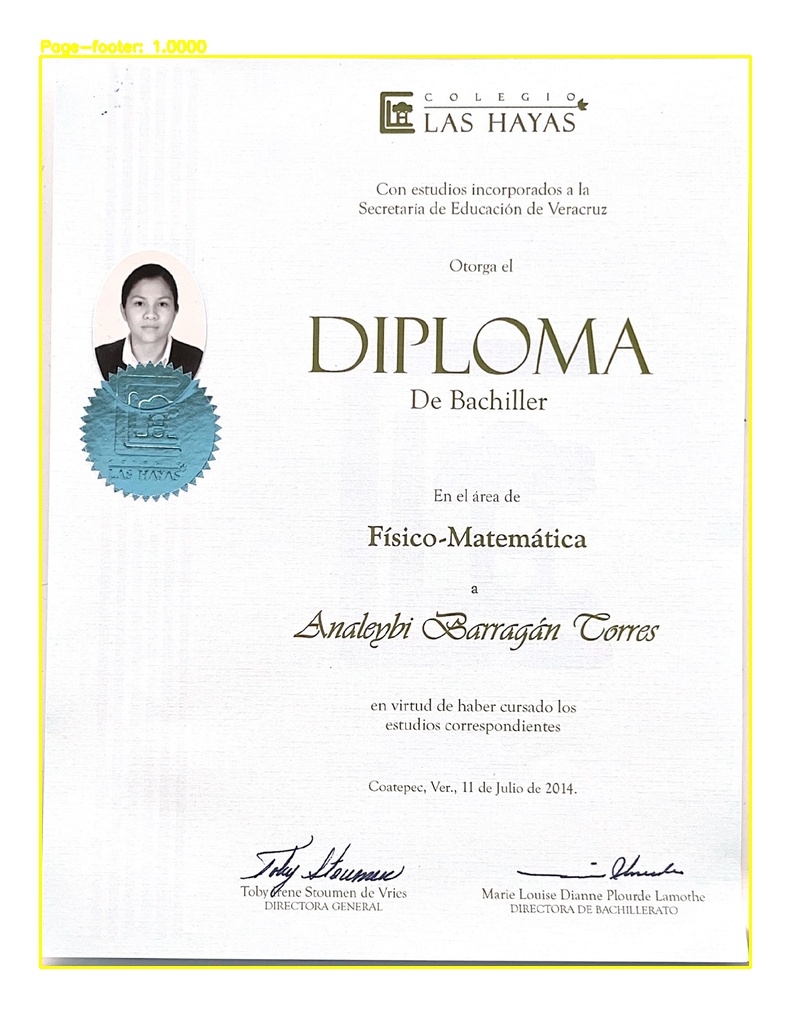 Page-footer: 1.0000
COLEGIO
LAS HAYAS
Con estudios incorporados a la
Secretaría de Educación de Veracruz
Otorga el
DIPLOMA
De Bachiller
LAS HAYAS
En el área de
Físico-Matemática
a
Analeybi Barragán Torres
en virtud de haber cursado los
estudios correspondientes
Coatepec, Ver., 11 de Julio de 2014.
Toby Stoumen
Toby Irene Stoumen de Vries
Marie Louise Dianne Plourde Lamothe
DIRECTORA GENERAL
DIRECTORA DE BACHILLERATO